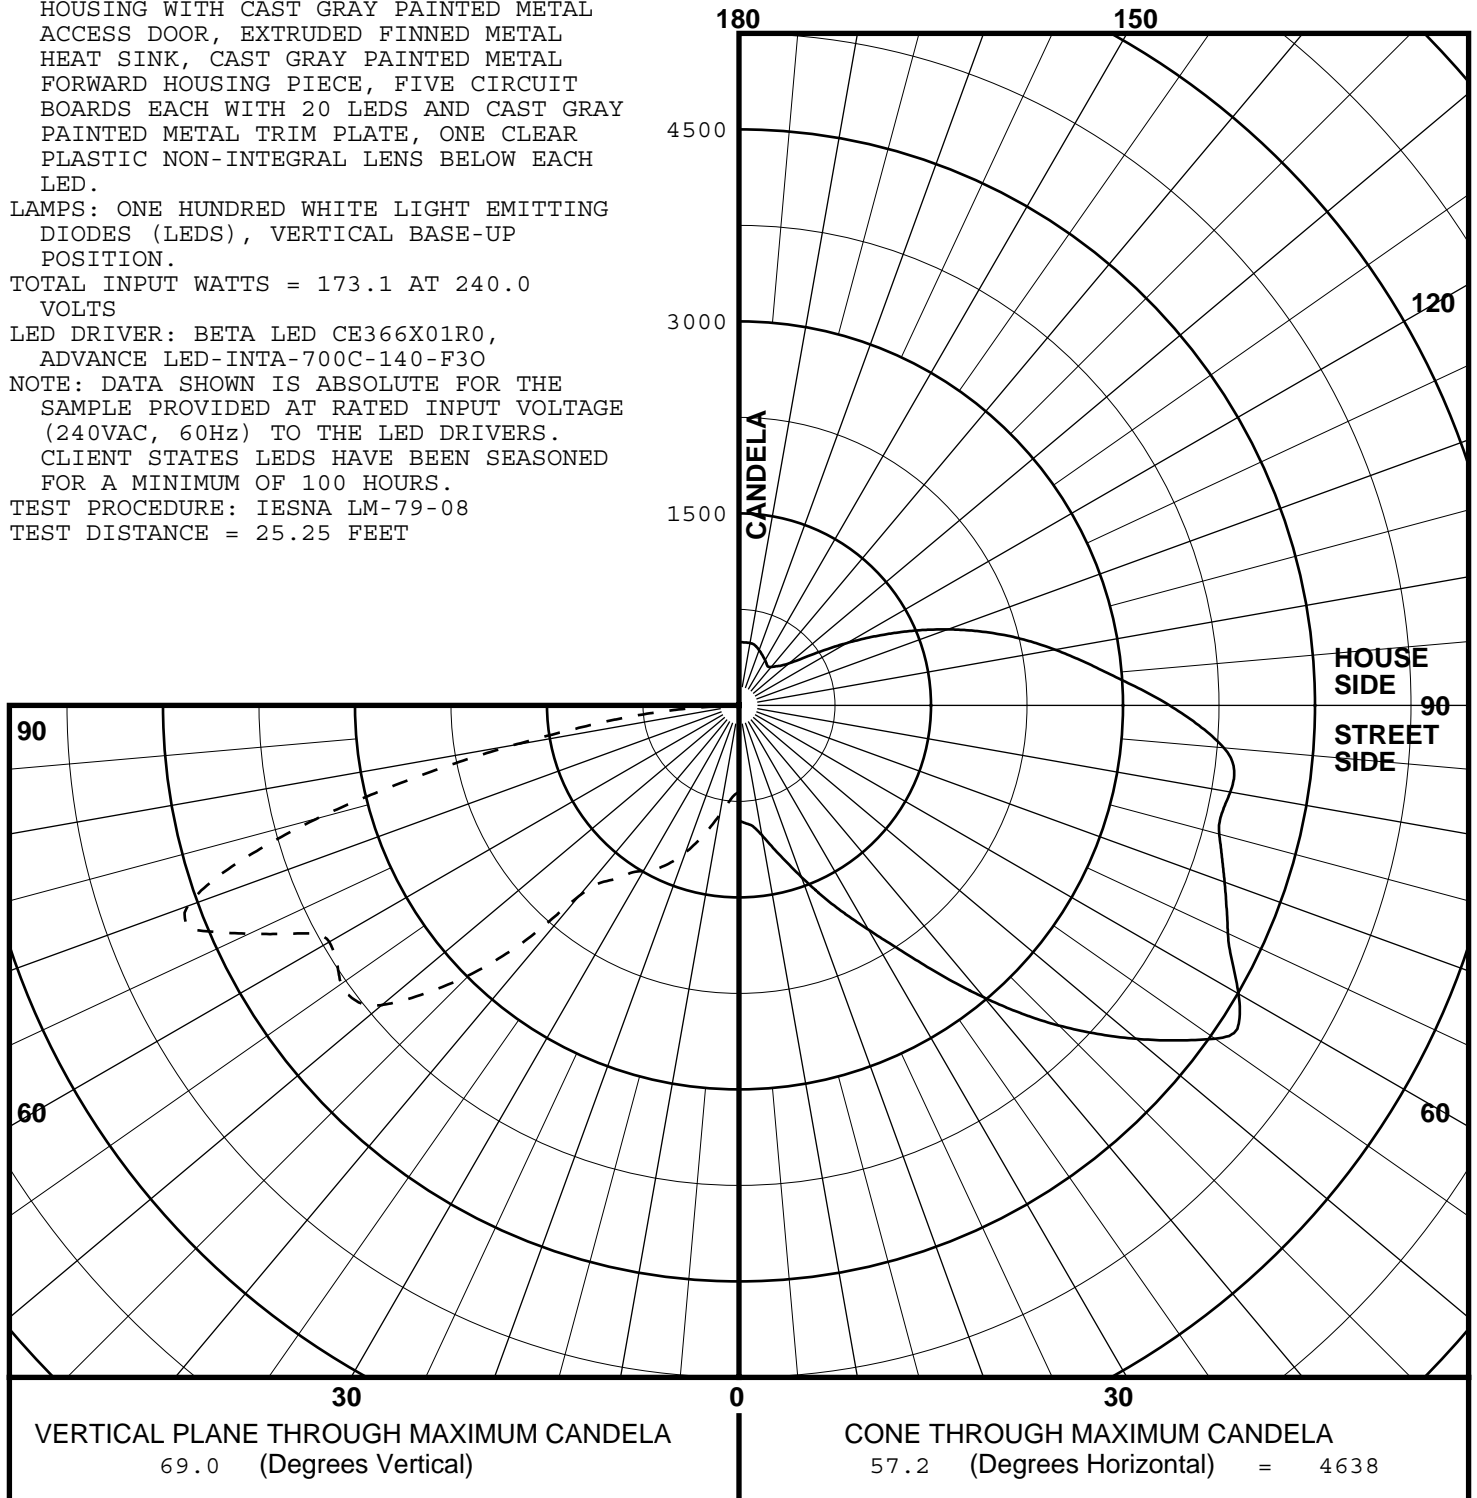 HOUSING WITH CAST GRAY PAINTED METAL
ACCESS DOOR, EXTRUDED FINNED METAL
HEAT SINK, CAST GRAY PAINTED METAL
FORWARD HOUSING PIECE, FIVE CIRCUIT
BOARDS EACH WITH 20 LEDS AND CAST GRAY
PAINTED METAL TRIM PLATE, ONE CLEAR
PLASTIC NON-INTEGRAL LENS BELOW EACH
LED.
LAMPS: ONE HUNDRED WHITE LIGHT EMITTING
DIODES (LEDS), VERTICAL BASE-UP
POSITION.
TOTAL INPUT WATTS = 173.1 AT 240.0
VOLTS
LED DRIVER: BETA LED CE366X01R0,
ADVANCE LED-INTA-700C-140-F3O
NOTE: DATA SHOWN IS ABSOLUTE FOR THE
SAMPLE PROVIDED AT RATED INPUT VOLTAGE
(240VAC, 60Hz) TO THE LED DRIVERS.
CLIENT STATES LEDS HAVE BEEN SEASONED
FOR A MINIMUM OF 100 HOURS.
TEST PROCEDURE: IESNA LM-79-08
TEST DISTANCE = 25.25 FEET
180
150
4500
3000
1500
CANDELA
120
HOUSE
SIDE
90
STREET
SIDE
90
60
60
30
0
30
VERTICAL PLANE THROUGH MAXIMUM CANDELA
69.0 (Degrees Vertical)
CONE THROUGH MAXIMUM CANDELA
57.2 (Degrees Horizontal) = 4638